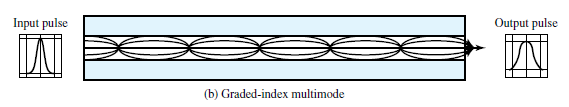 Input pulse
Output pulse
(b) Graded-index multimode